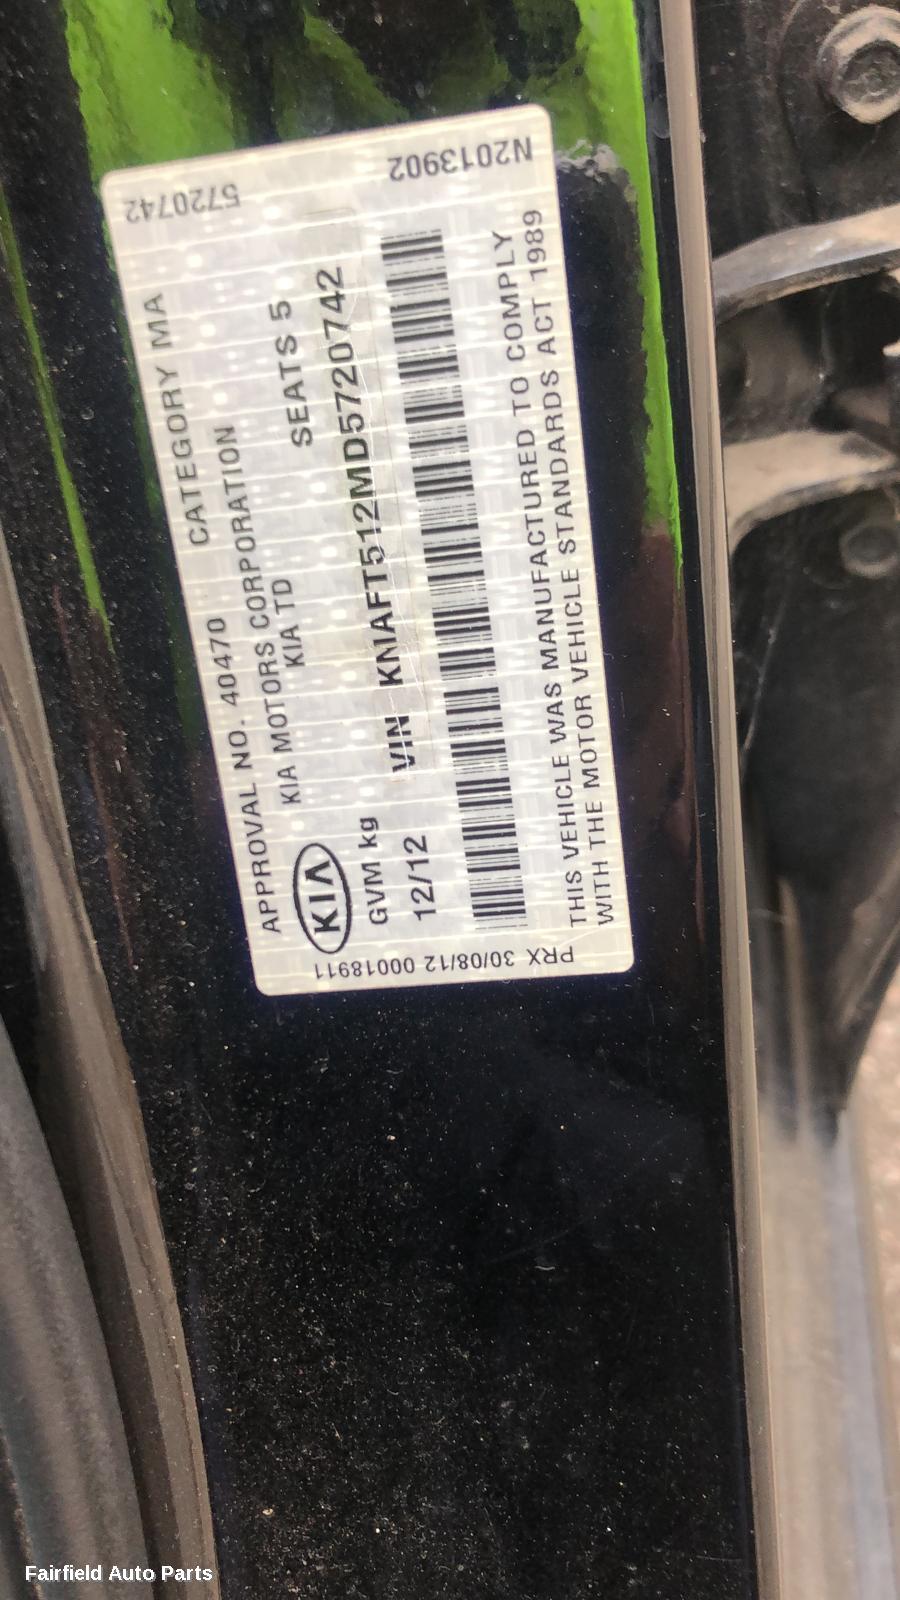 5720742
N2013902
APPROVAL NO. 40470 CATEGORY MA
KIA MOTORS CORPORATION
KIA TD SEATS 5
KIA
GVM kg
VIN KNAFT512MD5720742
12/12
THIS VEHICLE WAS MANUFACTURED TO COMPLY
WITH THE MOTOR VEHICLE STANDARDS ACT 1989
PRX 30/08/12 00018911
Fairfield Auto Parts